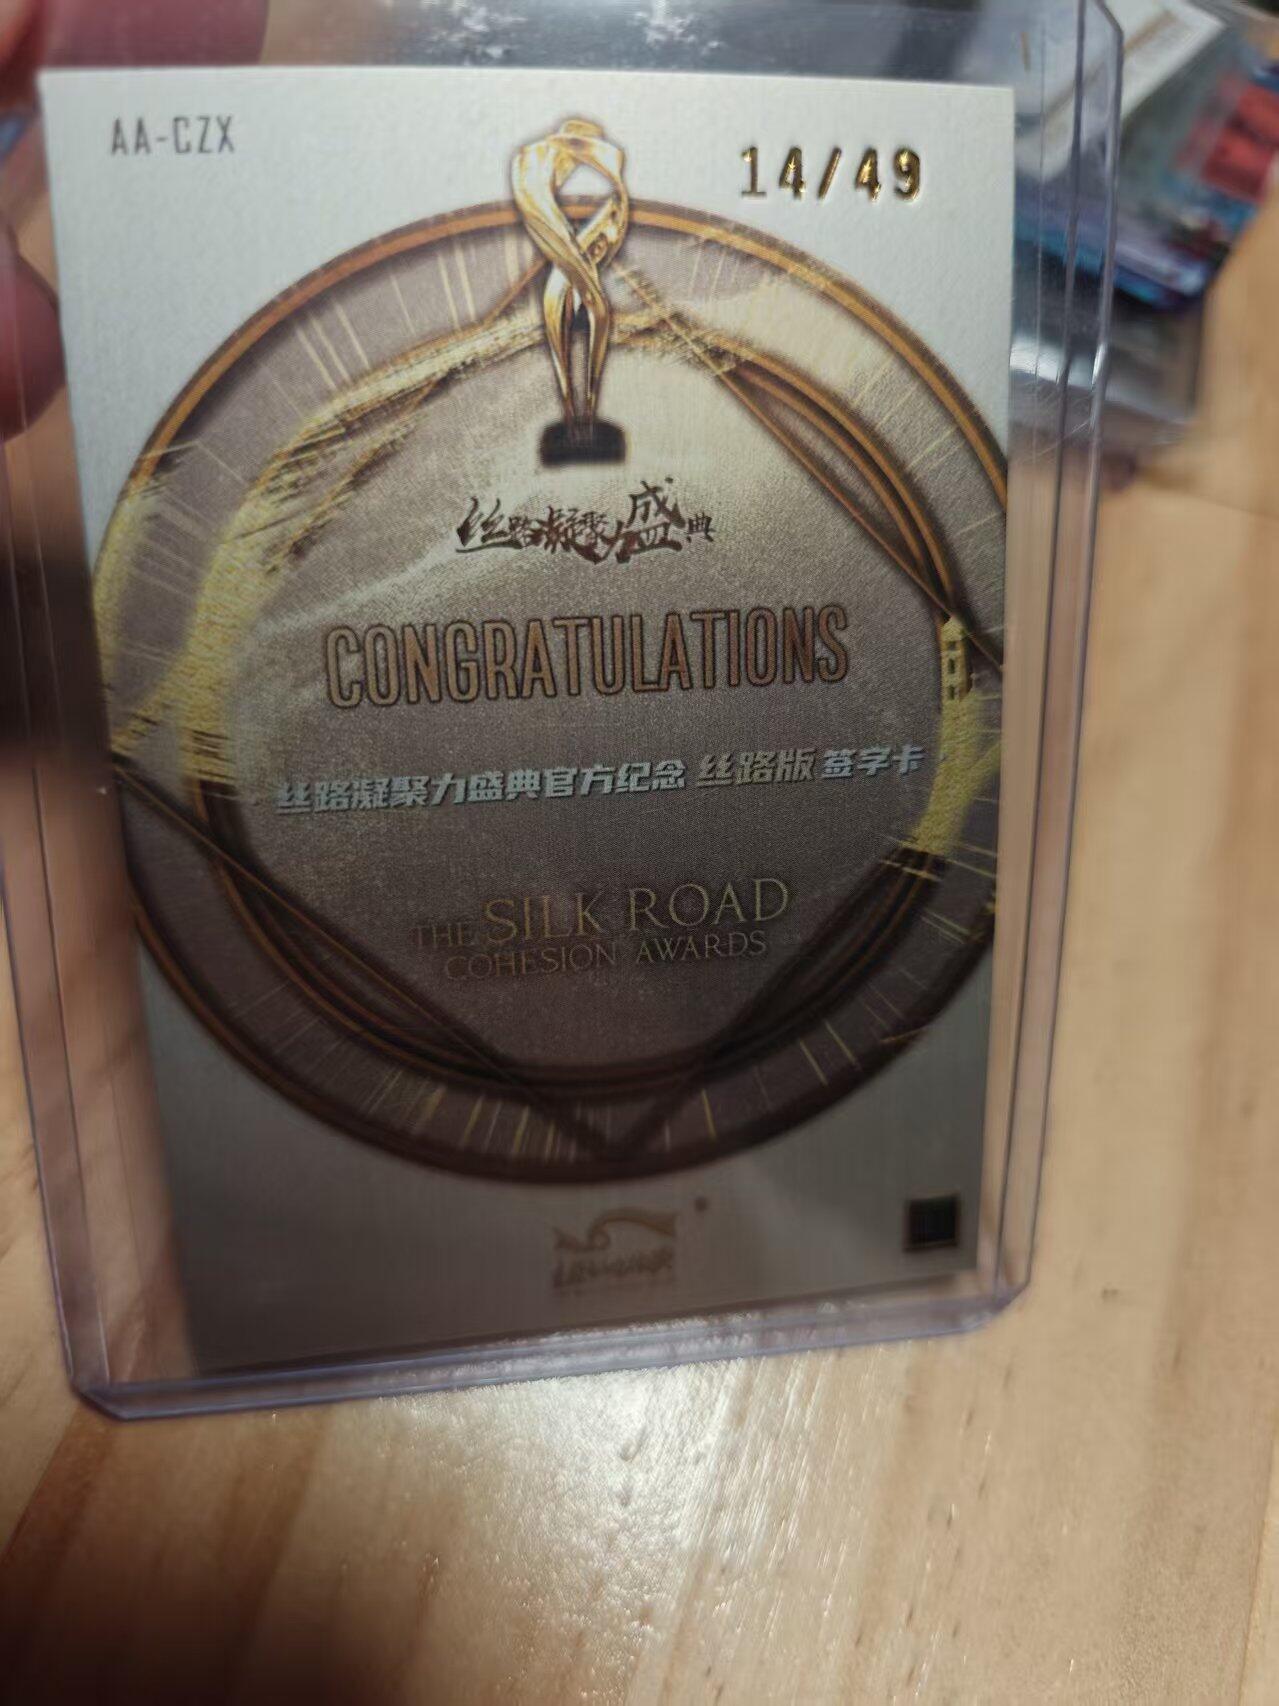 AA-CZX
14/49
丝路凝聚力盛典
CONGRATULATIONS
丝路凝聚力盛典官方纪念 丝路版 签字卡
THE SILK ROAD
COHESION AWARDS